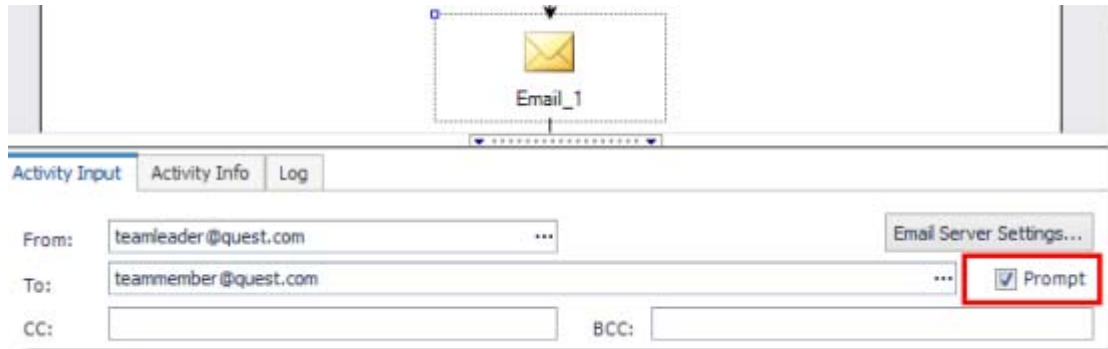 Email_1
Activity Input Activity Info Log
From: teamleader@quest.com ... Email Server Settings...
To: teammember@quest.com ... Prompt
CC: BCC: